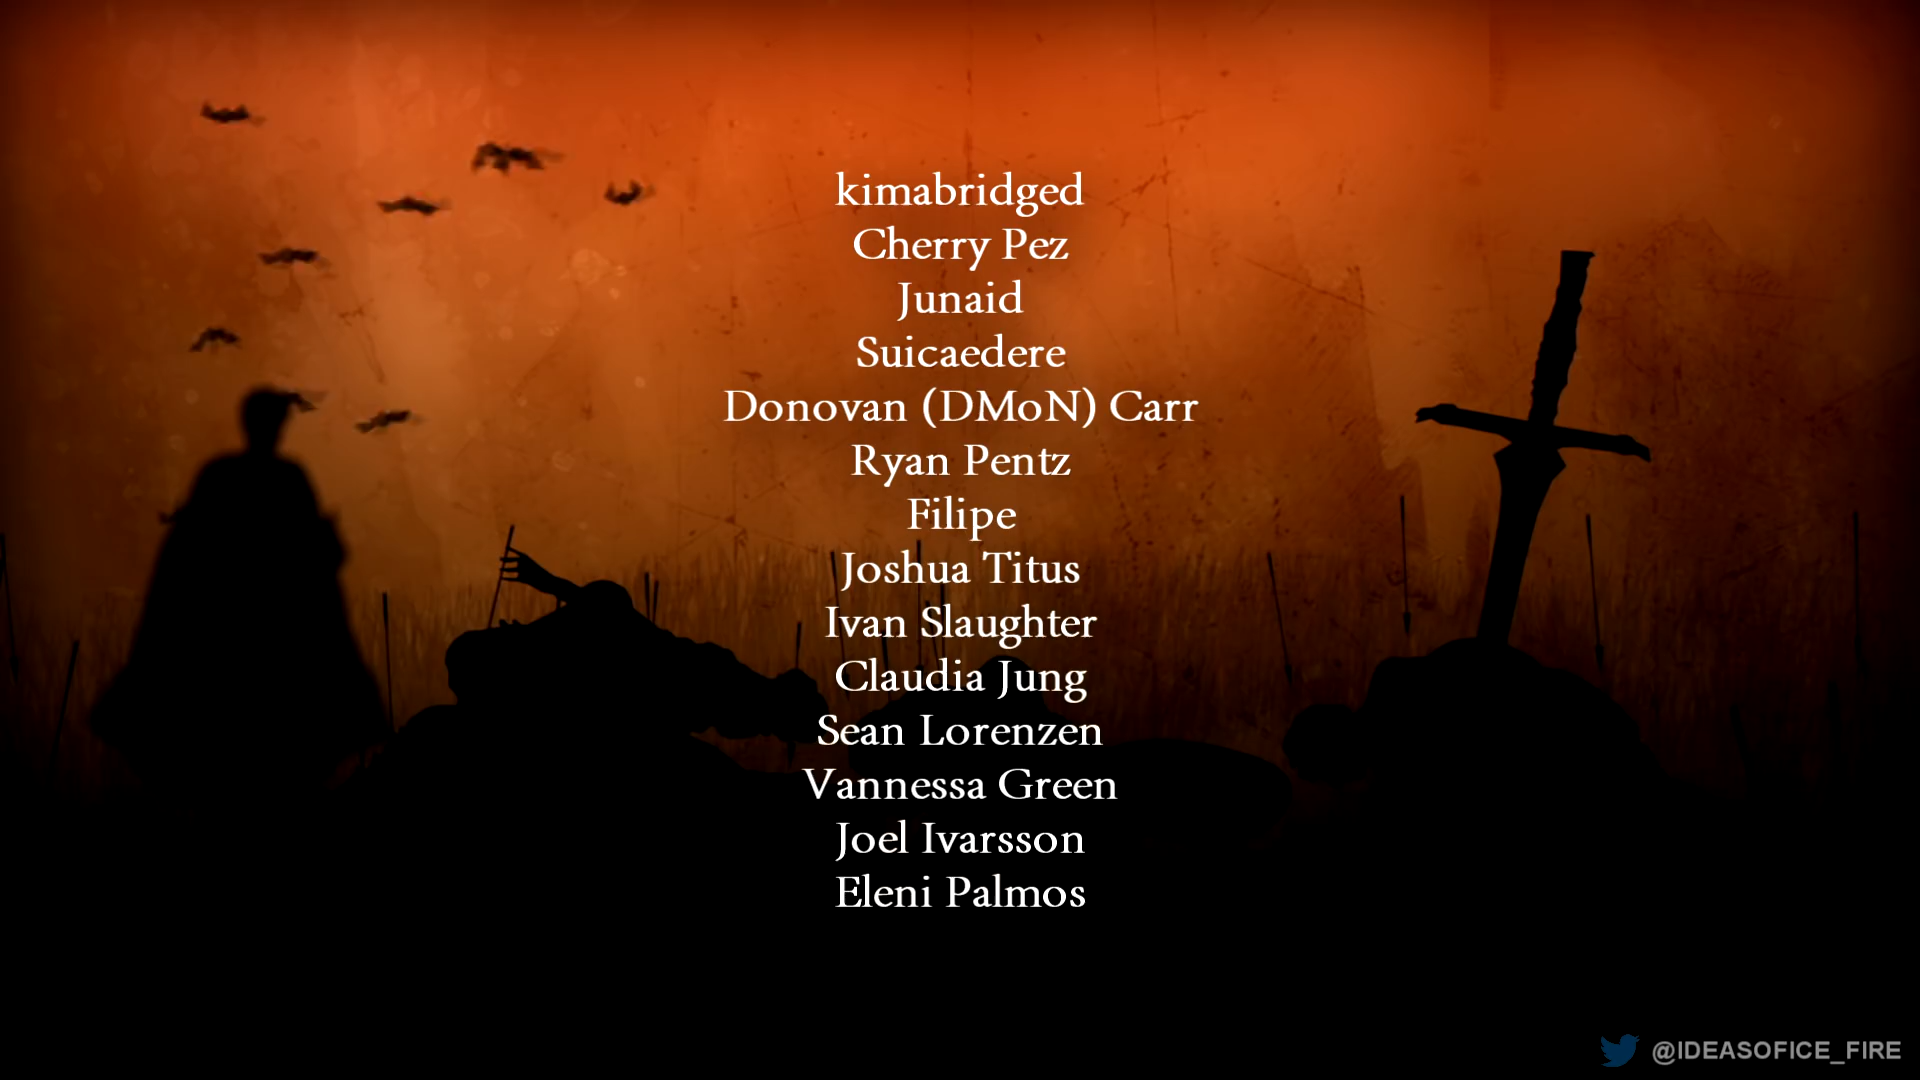 kimabridged
Cherry Pez
Junaid
Suicaedere
Donovan (DMoN) Carr
Ryan Pentz
Filipe
Joshua Titus
Ivan Slaughter
Claudia Jung
Sean Lorenzen
Vannessa Green
Joel Ivarsson
Eleni Palmos
@IDEASOFICE_FIRE